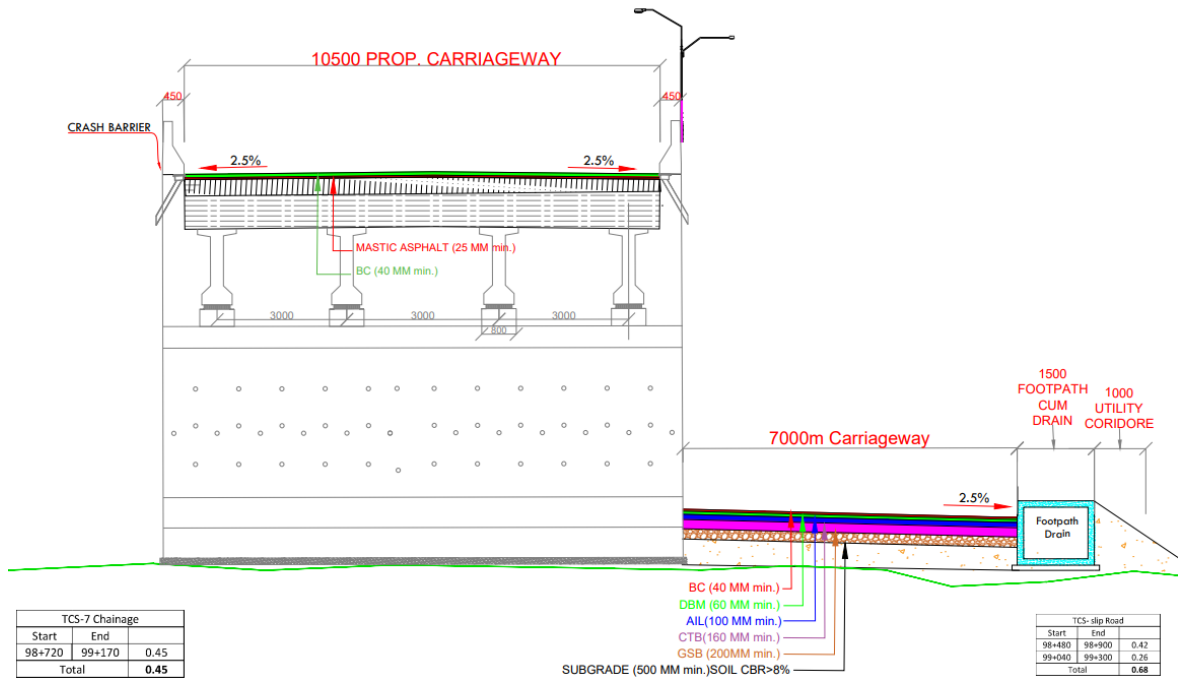 10500 PROP. CARRIAGEWAY
450
450
CRASH BARRIER
2.5%
2.5%
MASTIC ASPHALT (25 MM min.)
BC (40 MM min.)
3000
3000
3000
800
1500
FOOTPATH
CUM
DRAIN
1000
UTILITY
CORIDORE
7000m Carriageway
2.5%
Footpath
Drain
BC (40 MM min.)
DBM (60 MM min.)
AIL(100 MM min.)
CTB(160 MM min.)
GSB (200MM min.)
SUBGRADE (500 MM min.)SOIL CBR>8%
TCS-7 Chainage
Start End
98+720 99+170 0.45
Total 0.45
TCS- slip Road
Start End
98+480 98+900 0.42
99+040 99+300 0.26
Total 0.68